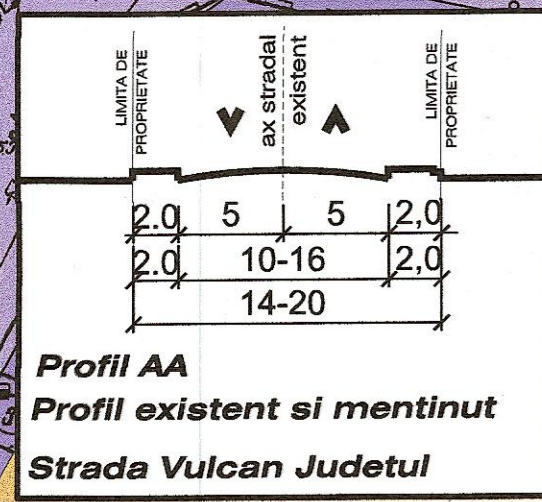 LIMITA DE
PROPRIETATE
ax stradal
existent
LIMITA DE
PROPRIETATE
2.0 5 5 2,0
2.0 10-16 2,0
14-20
Profil AA
Profil existent si mentinut
Strada Vulcan Judetul